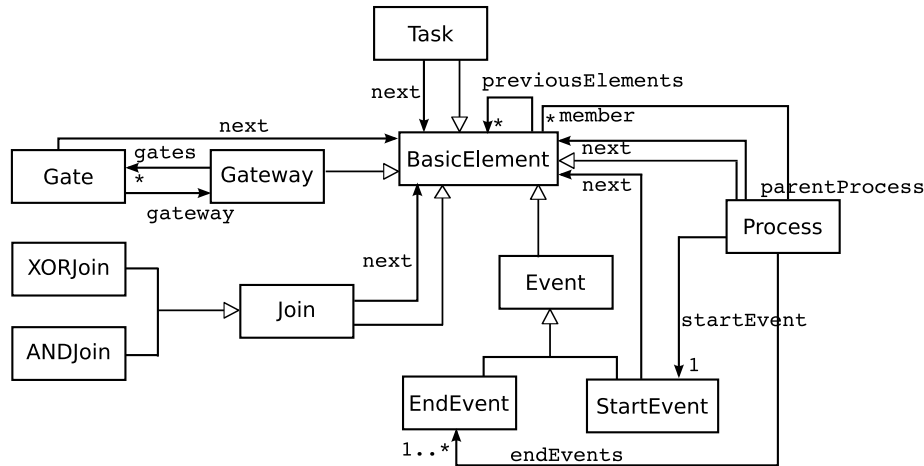 Task
next
previousElements
*
* member
next
gates
*
Gate
Gateway
gateway
BasicElement
next
next
parentProcess
Process
XORJoin
ANDJoin
next
Join
Event
startEvent
1
EndEvent
StartEvent
1..*
endEvents